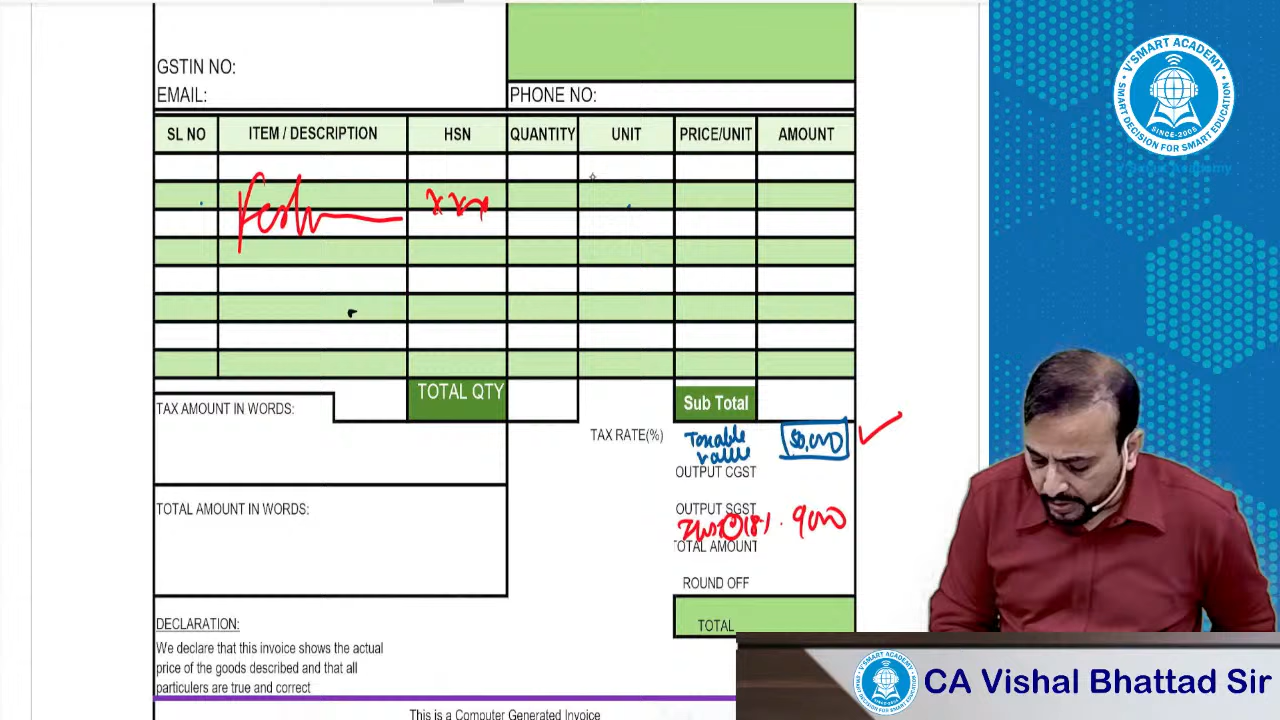 GSTIN NO:
EMAIL:
PHONE NO:
SL NO ITEM / DESCRIPTION HSN QUANTITY UNIT PRICE/UNIT AMOUNT
xxx
TOTAL QTY
Sub Total
TAX AMOUNT IN WORDS:
TAX RATE(%)
Taxable value 50,000
OUTPUT CGST
TOTAL AMOUNT IN WORDS:
OUTPUT SGST
@18% 9000
TOTAL AMOUNT
ROUND OFF
TOTAL
DECLARATION:
We declare that this invoice shows the actual
price of the goods described and that all
particulers are true and correct
This is a Computer Generated Invoice
V'SMART ACADEMY
SINCE-2005
SMART DECISION FOR SMART EDUCATION
CA Vishal Bhattad Sir